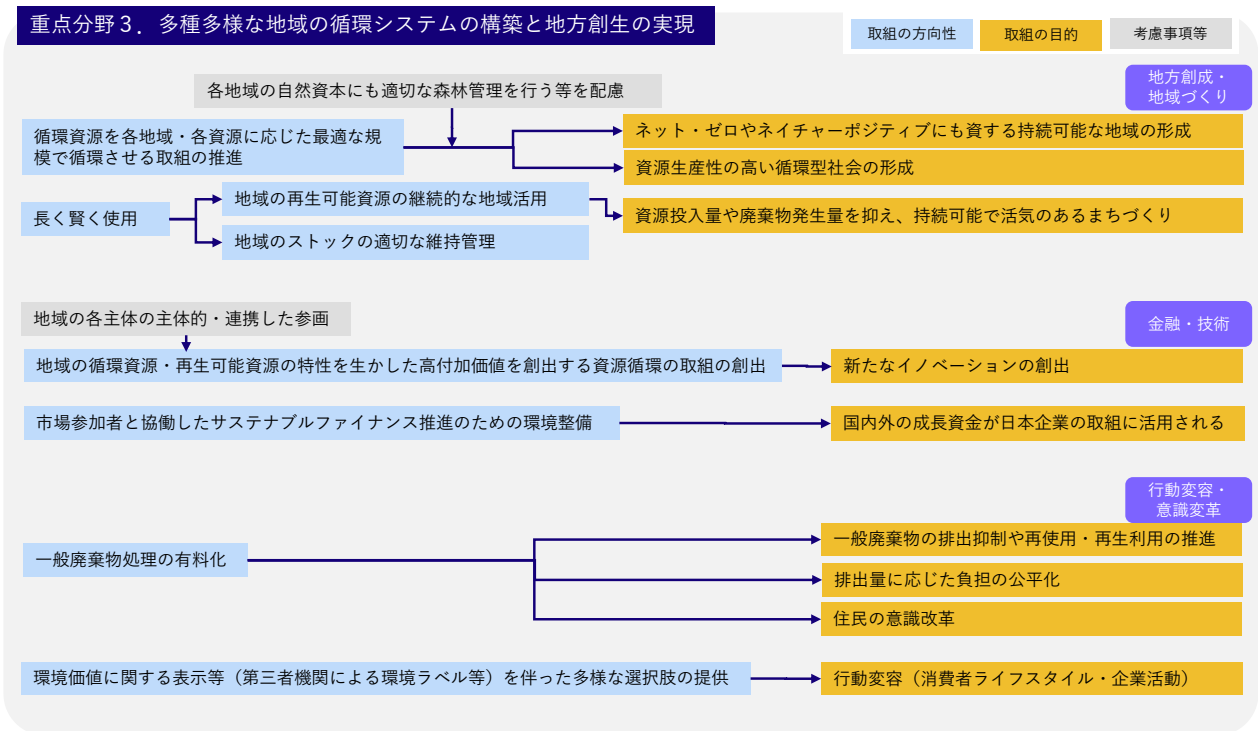 重点分野３．多種多様な地域の循環システムの構築と地方創生の実現
取組の方向性
取組の目的
考慮事項等
地方創成・
地域づくり
各地域の自然資本にも適切な森林管理を行う等を配慮
循環資源を各地域・各資源に応じた最適な規
模で循環させる取組の推進
ネット・ゼロやネイチャーポジティブにも資する持続可能な地域の形成
資源生産性の高い循環型社会の形成
長く賢く使用
地域の再生可能資源の継続的な地域活用
地域のストックの適切な維持管理
資源投入量や廃棄物発生量を抑え、持続可能で活気のあるまちづくり
金融・技術
地域の各主体の主体的・連携した参画
地域の循環資源・再生可能資源の特性を生かした高付加価値を創出する資源循環の取組の創出
新たなイノベーションの創出
市場参加者と協働したサステナブルファイナンス推進のための環境整備
国内外の成長資金が日本企業の取組に活用される
行動変容・
意識変革
一般廃棄物処理の有料化
一般廃棄物の排出抑制や再使用・再生利用の推進
排出量に応じた負担の公平化
住民の意識改革
環境価値に関する表示等（第三者機関による環境ラベル等）を伴った多様な選択肢の提供
行動変容（消費者ライフスタイル・企業活動）